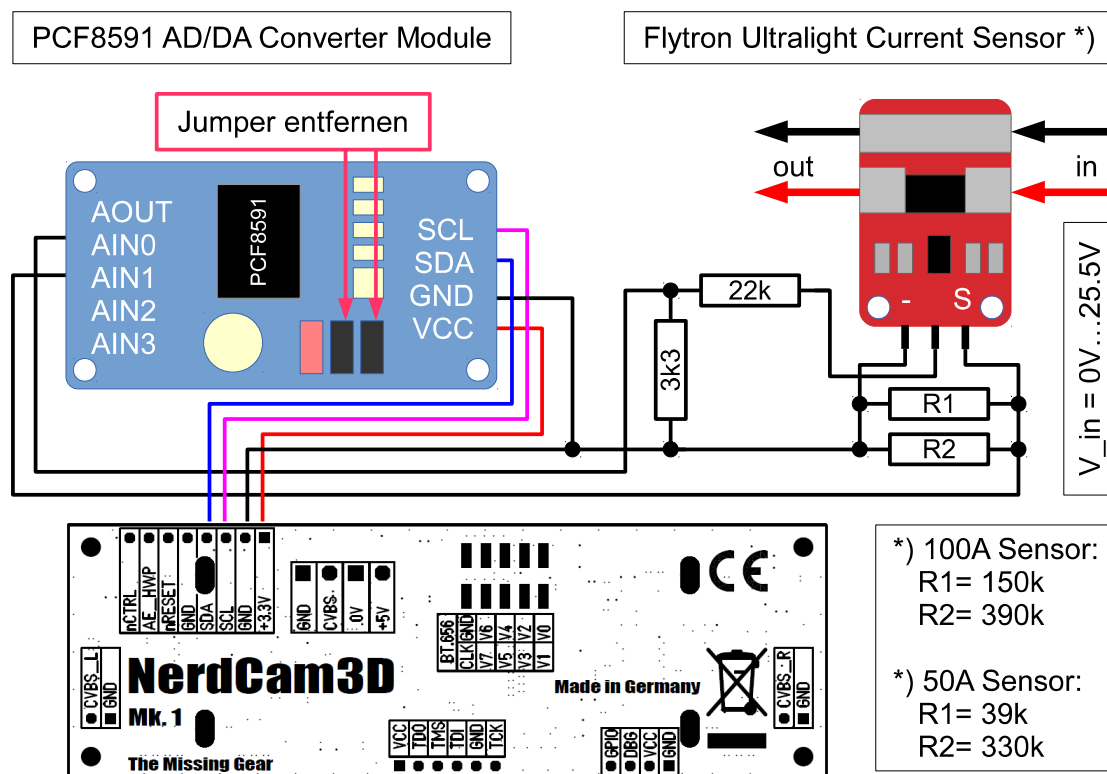 PCF8591 AD/DA Converter Module
Flytron Ultralight Current Sensor *)
Jumper entfernen
out
in
AOUT
AIN0
AIN1
AIN2
AIN3
PCF8591
SCL
SDA
GND
VCC
22k
3k3
- S
R1
R2
V_in = 0V...25.5V
nCTRL
AE_HWP
nRESET
GND
SDA
SCL
GND
+3.3V
GND
CVBS
0V
+5V
BT.656
CLK GND
V7 V6
V5 V4
V3 V2
V1 V0
CVBS_L
GND
NerdCam3D
Mk. 1
The Missing Gear
Made in Germany
CE
CVBS_R
GND
VCC
TDO
TMS
TDI
GND
TCK
GPIO
DBG
VCC
GND
*) 100A Sensor:
R1= 150k
R2= 390k
*) 50A Sensor:
R1= 39k
R2= 330k